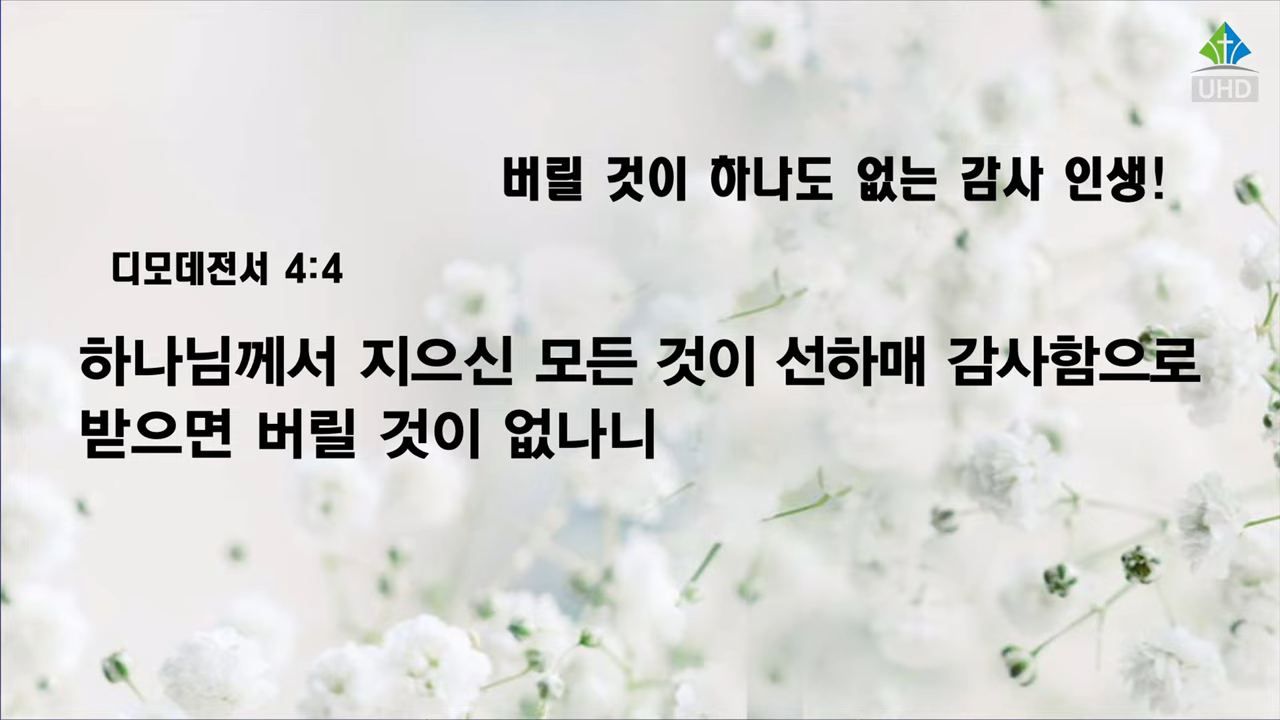 UHD
버릴 것이 하나도 없는 감사 인생!
디모데전서 4:4
하나님께서 지으신 모든 것이 선하매 감사함으로
받으면 버릴 것이 없나니